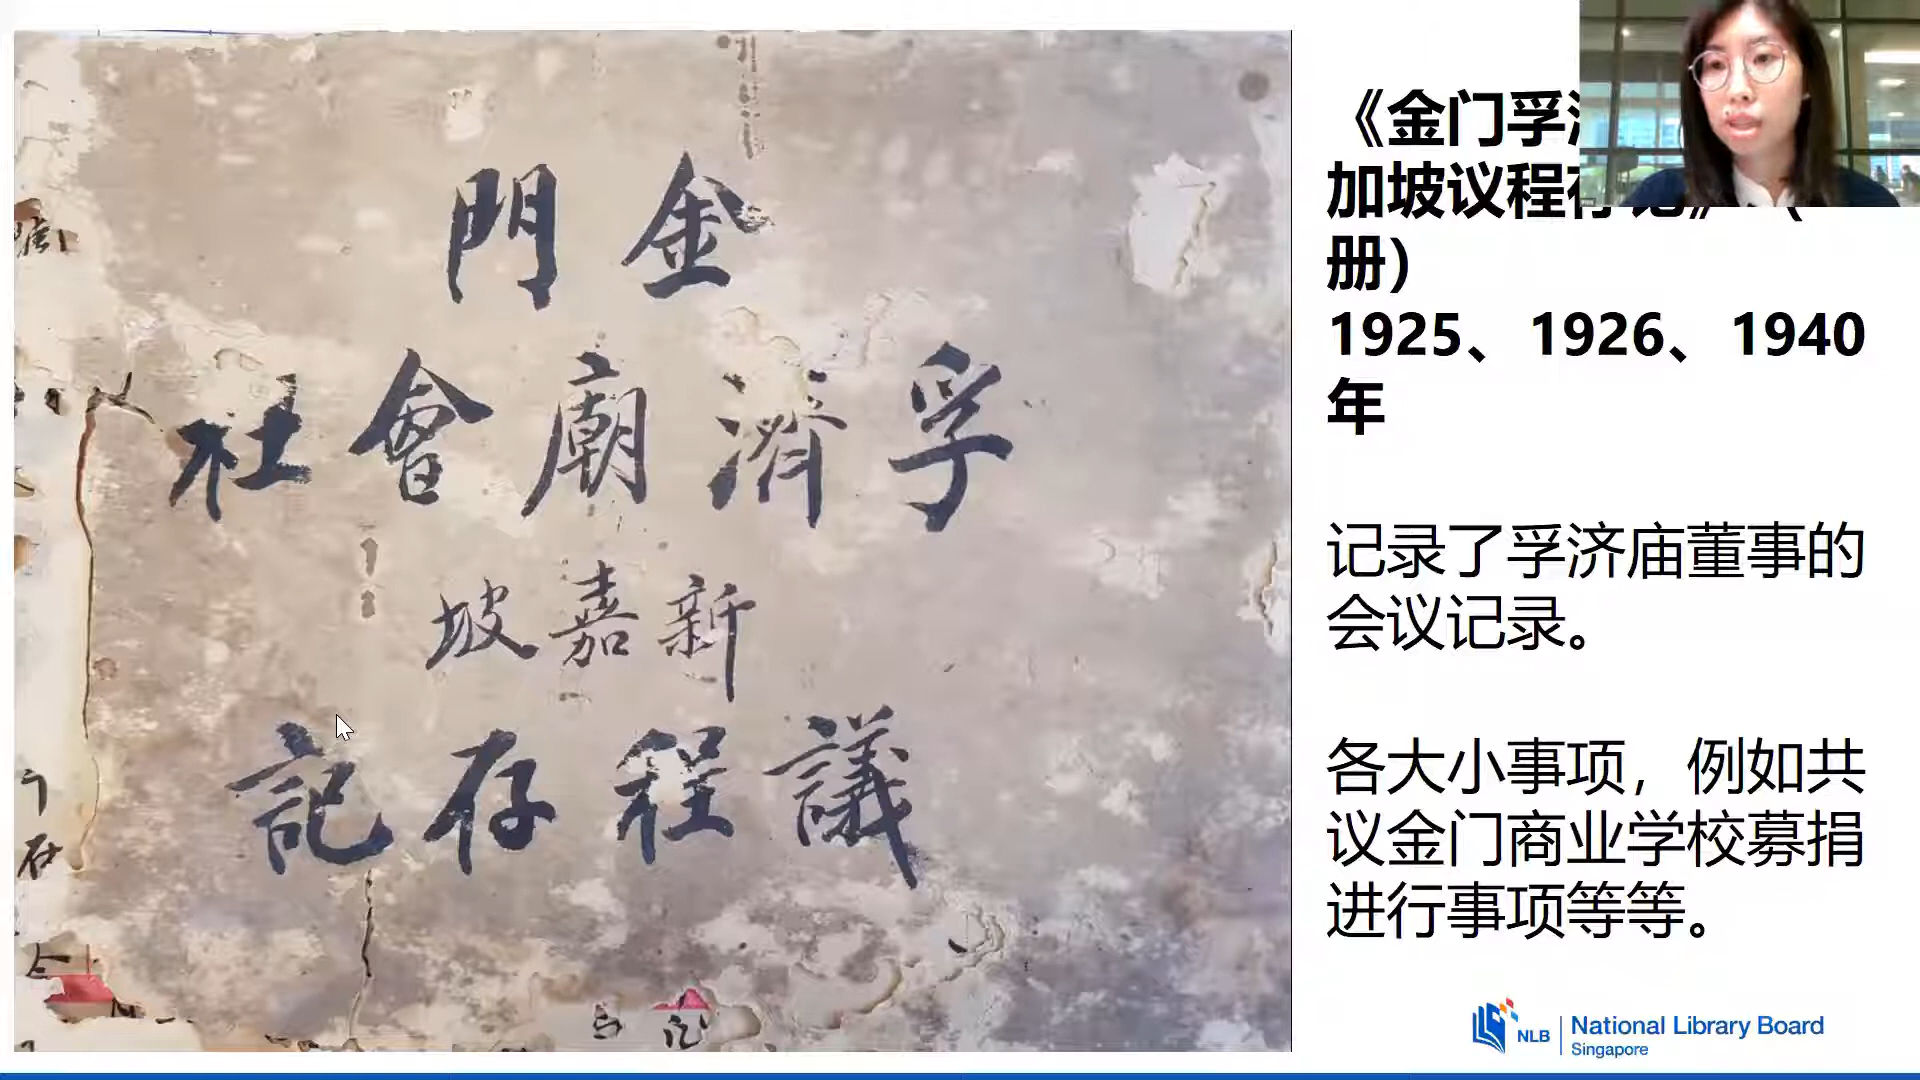 金門
孚濟廟會社
新嘉坡
議程存記
《金门孚
加坡议程存记》（
册）
1925、1926、1940
年
记录了孚济庙董事的
会议记录。
各大小事项，例如共
议金门商业学校募捐
进行事项等等。
NLB
National Library Board
Singapore